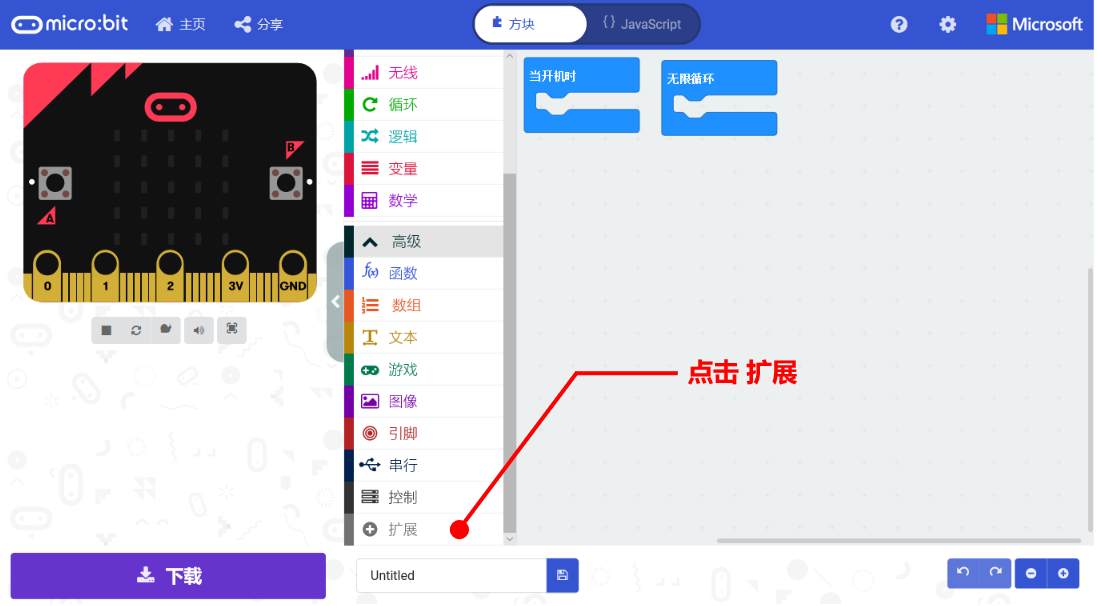 micro:bit 主页 分享 方块 {} JavaScript Microsoft
无线
循环
逻辑
变量
数学
高级
f(x) 函数
数组
T 文本
游戏
图像
引脚
串行
控制
扩展
当开机时
无限循环
B
A
0 1 2 3V GND
点击 扩展
下载
Untitled